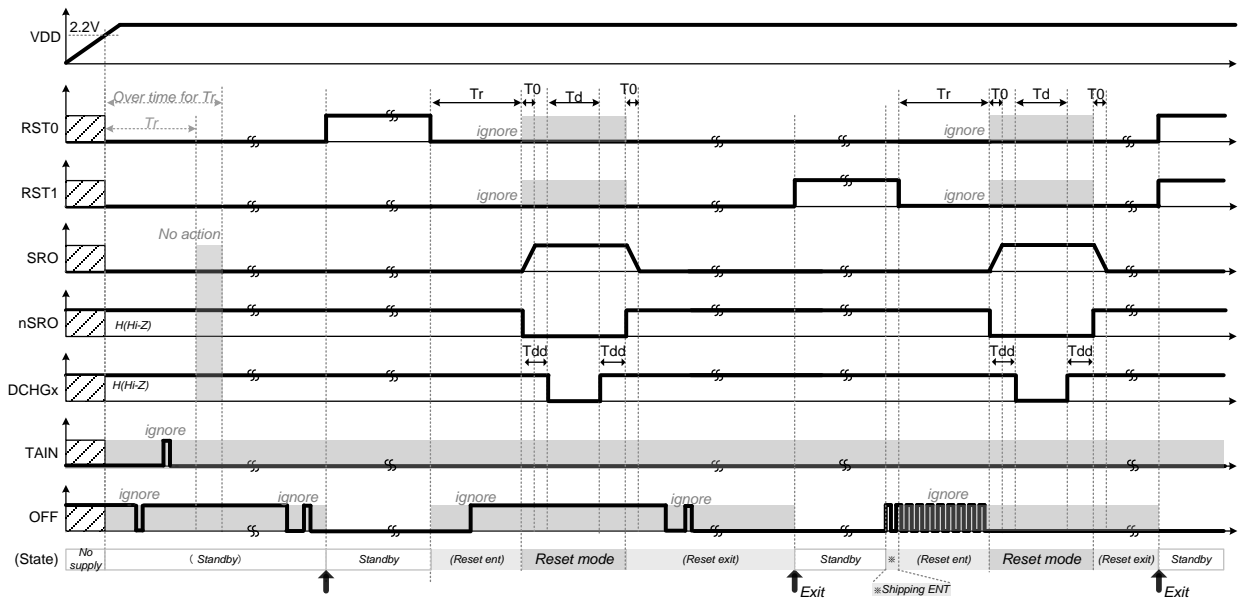 2.2V
VDD
Over time for Tr
Tr
Tr
T0
Td
T0
Tr
T0
Td
T0
RST0
ignore
ignore
RST1
ignore
ignore
No action
SRO
nSRO
H(Hi-Z)
Tdd
Tdd
Tdd
Tdd
DCHGx
H(Hi-Z)
ignore
TAIN
ignore
ignore
ignore
ignore
ignore
OFF
(State)
No supply
( Standby)
Standby
(Reset ent)
Reset mode
(Reset exit)
Standby
※
(Reset ent)
Reset mode
(Reset exit)
Standby
Exit
※Shipping ENT
Exit